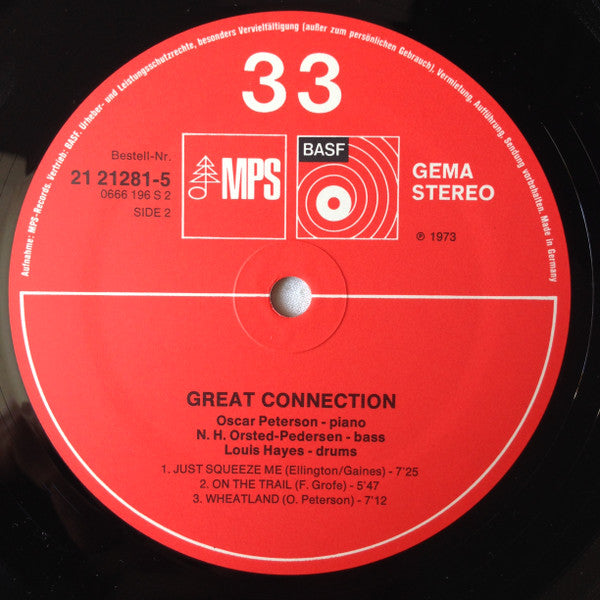 Aufnahme: MPS-Records. Vertrieb: BASF. Urheber- und Leistungsschutzrechte, besonders Vervielfältigung (außer zum persönlichen Gebrauch), Vermietung, Aufführung, Sendung vorbehalten. Made in Germany
33
Bestell-Nr.
21 21281-5
0666 196 S 2
SIDE 2
MPS
BASF
GEMA
STEREO
℗ 1973
GREAT CONNECTION
Oscar Peterson - piano
N. H. Orsted-Pedersen - bass
Louis Hayes - drums
1. JUST SQUEEZE ME (Ellington/Gaines) - 7'25
2. ON THE TRAIL (F. Grofe) - 5'47
3. WHEATLAND (O. Peterson) - 7'12